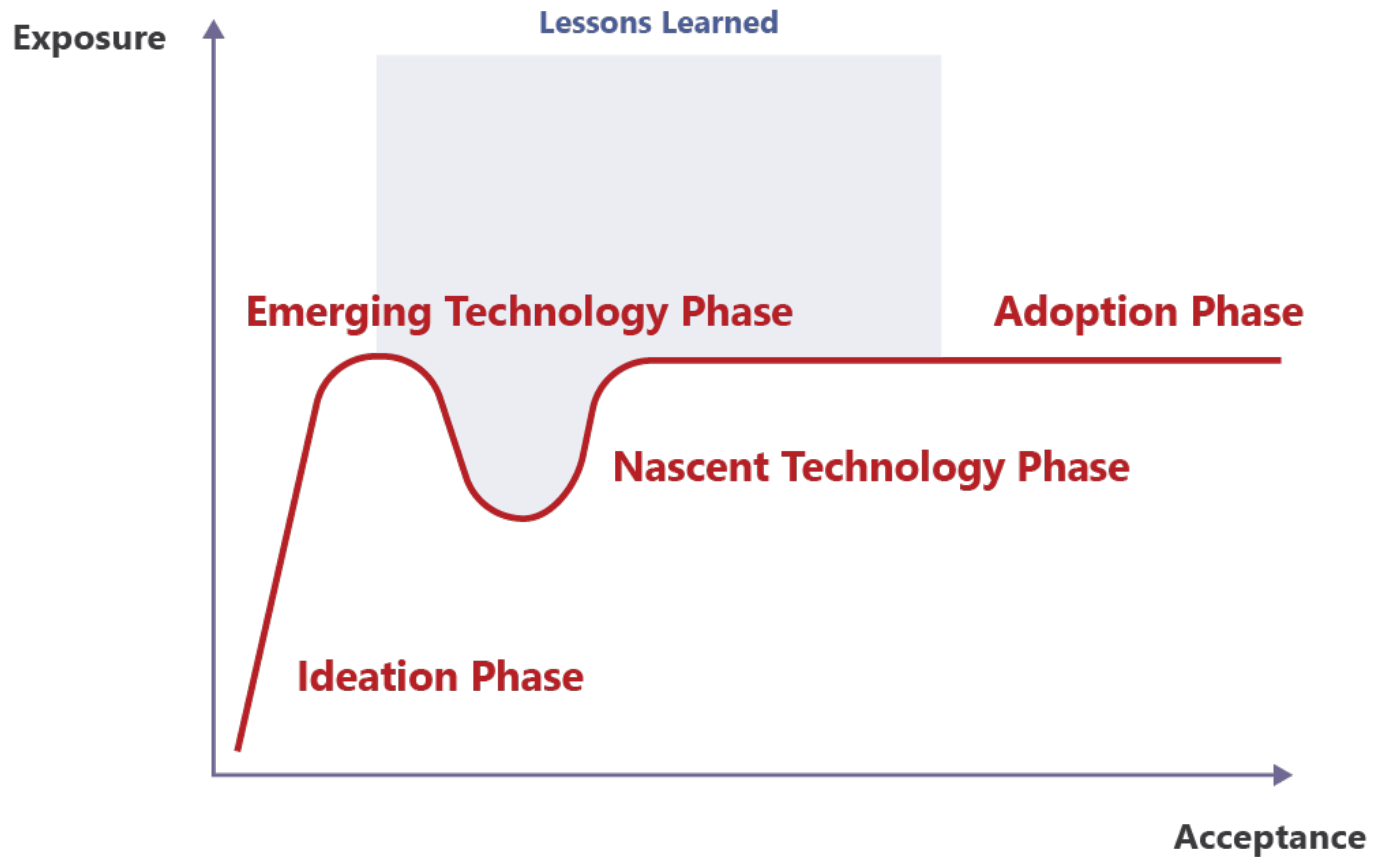 Lessons Learned
Exposure
Emerging Technology Phase
Adoption Phase
Nascent Technology Phase
Ideation Phase
Acceptance